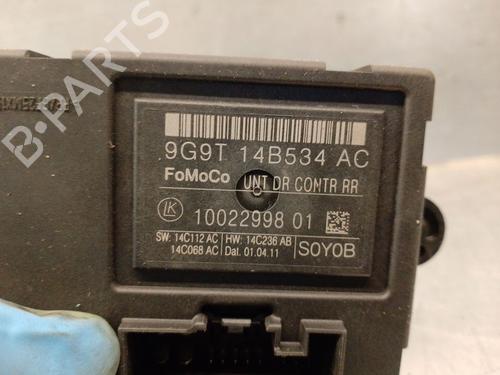 9G9T 14B534 AC
FoMoCo UNT DR CONTR RR
LK 10022998 01
SW: 14C112 AC HW: 14C236 AB
14C068 AC Dat. 01.04.11 S0Y0B
B-PARTS